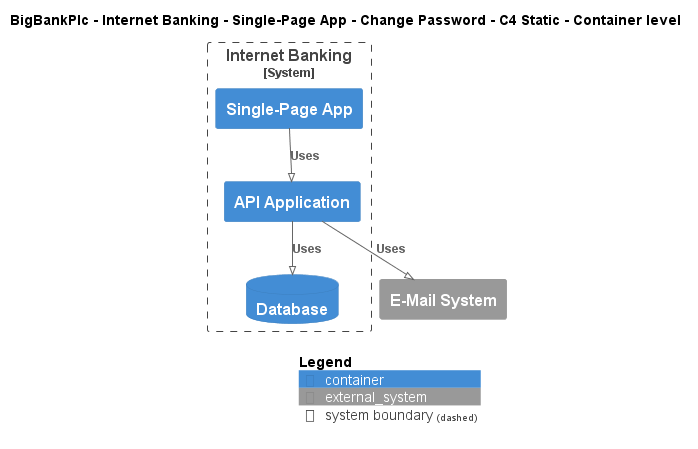 BigBankPlc - Internet Banking - Single-Page App - Change Password - C4 Static - Container level
Internet Banking
[System]
Single-Page App
Uses
API Application
Uses
Uses
Database
E-Mail System
Legend
container
external_system
system boundary (dashed)